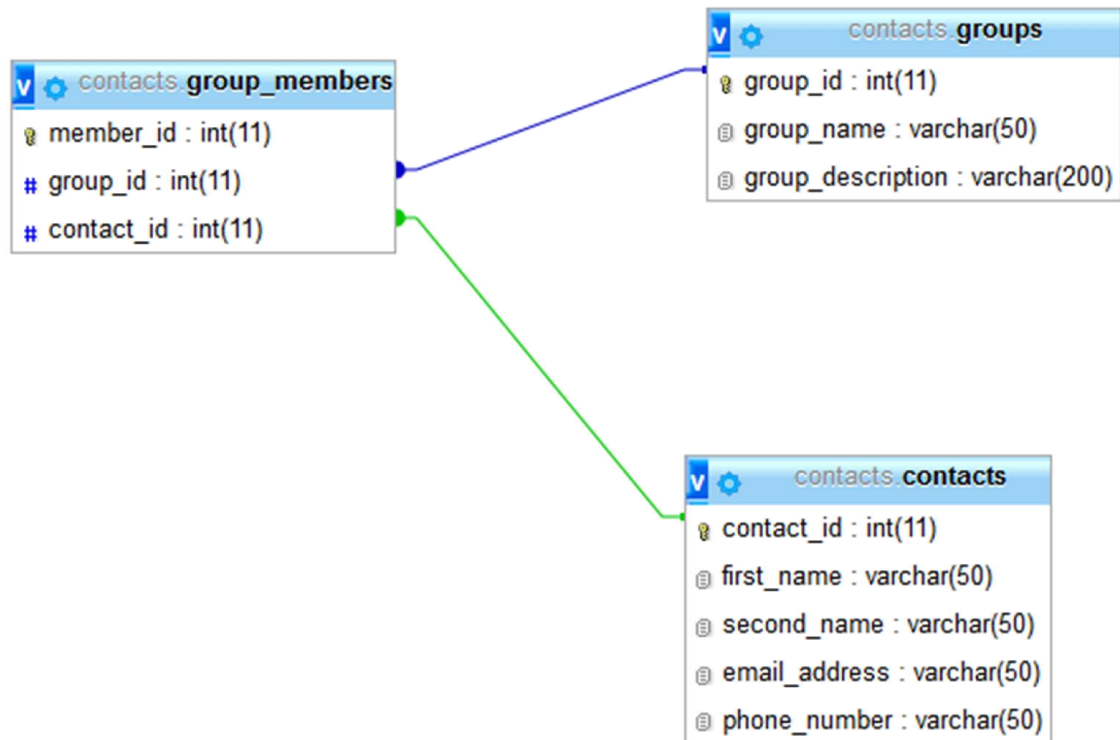 v contacts.group_members
member_id : int(11)
# group_id : int(11)
# contact_id : int(11)
v contacts.groups
group_id : int(11)
group_name : varchar(50)
group_description : varchar(200)
v contacts.contacts
contact_id : int(11)
first_name : varchar(50)
second_name : varchar(50)
email_address : varchar(50)
phone_number : varchar(50)